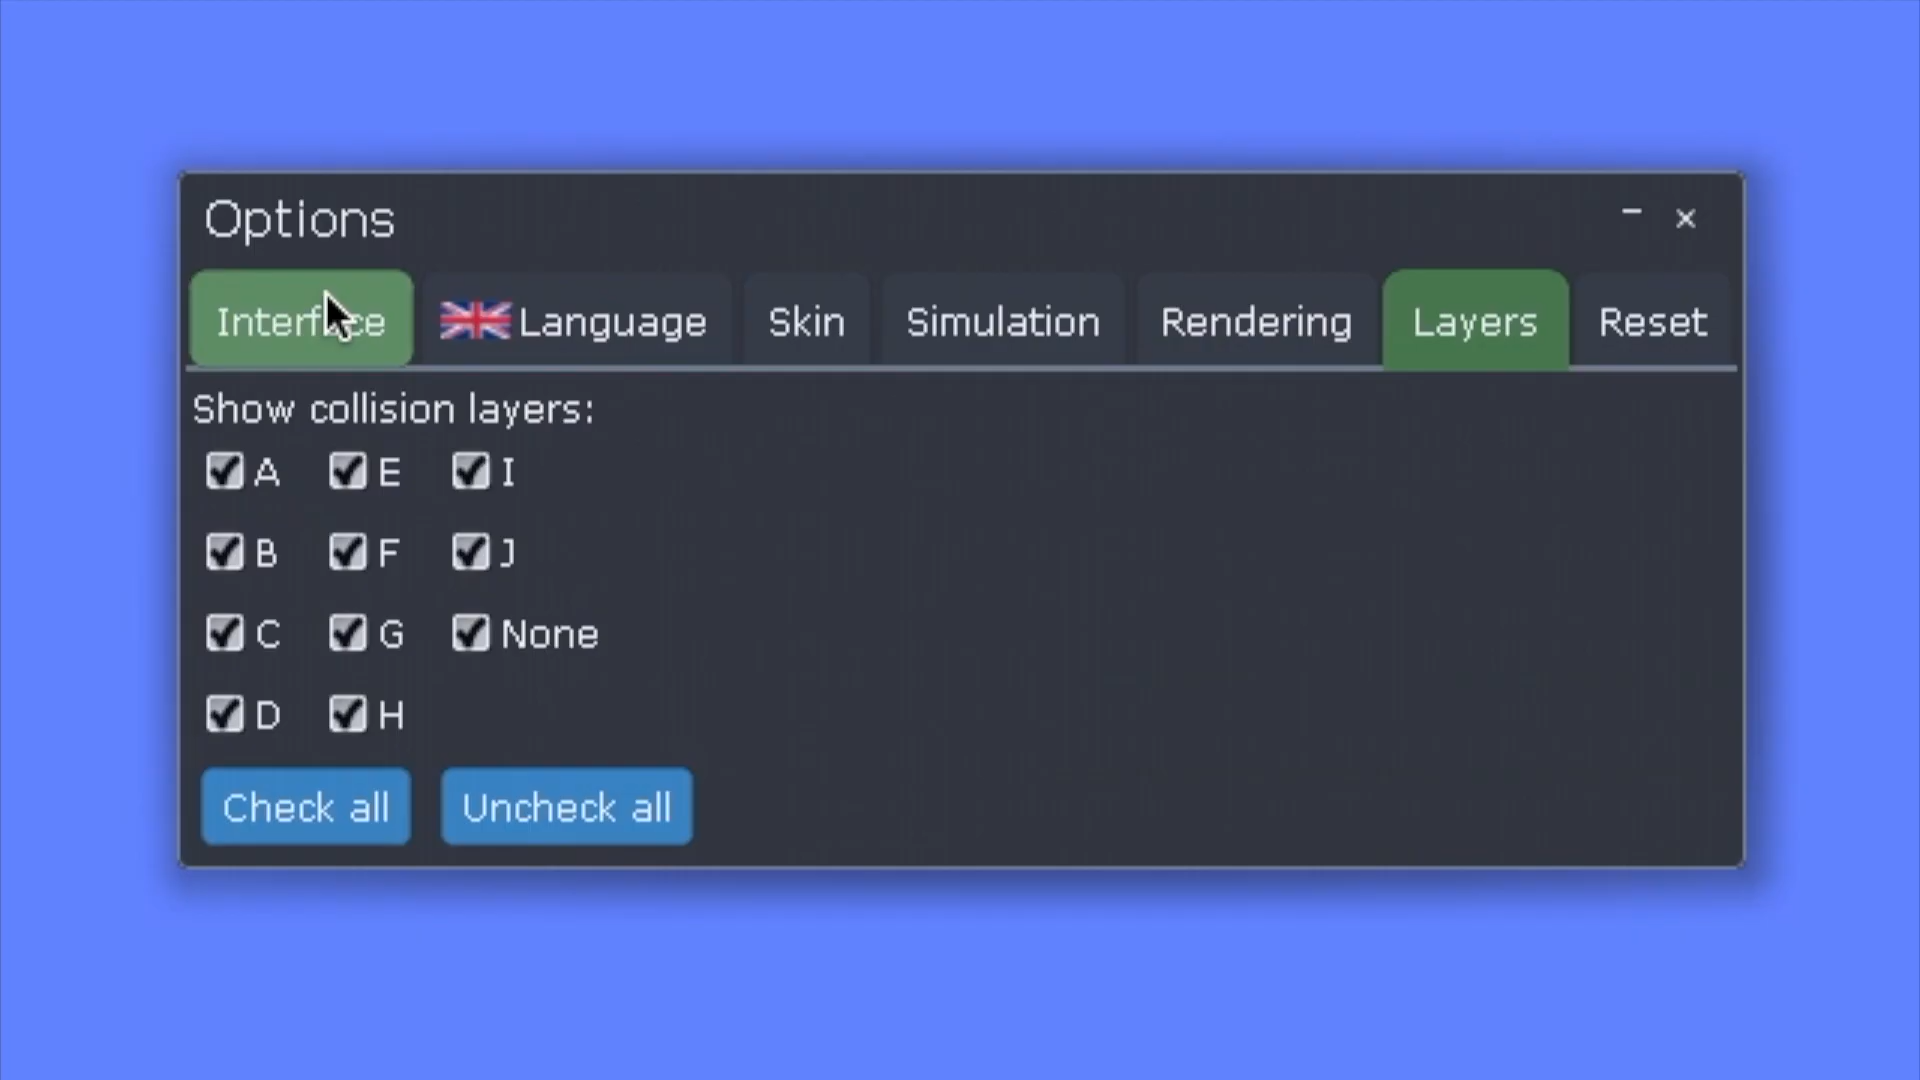 Options
Interface Language Skin Simulation Rendering Layers Reset
Show collision layers:
A E I
B F J
C G None
D H
Check all Uncheck all